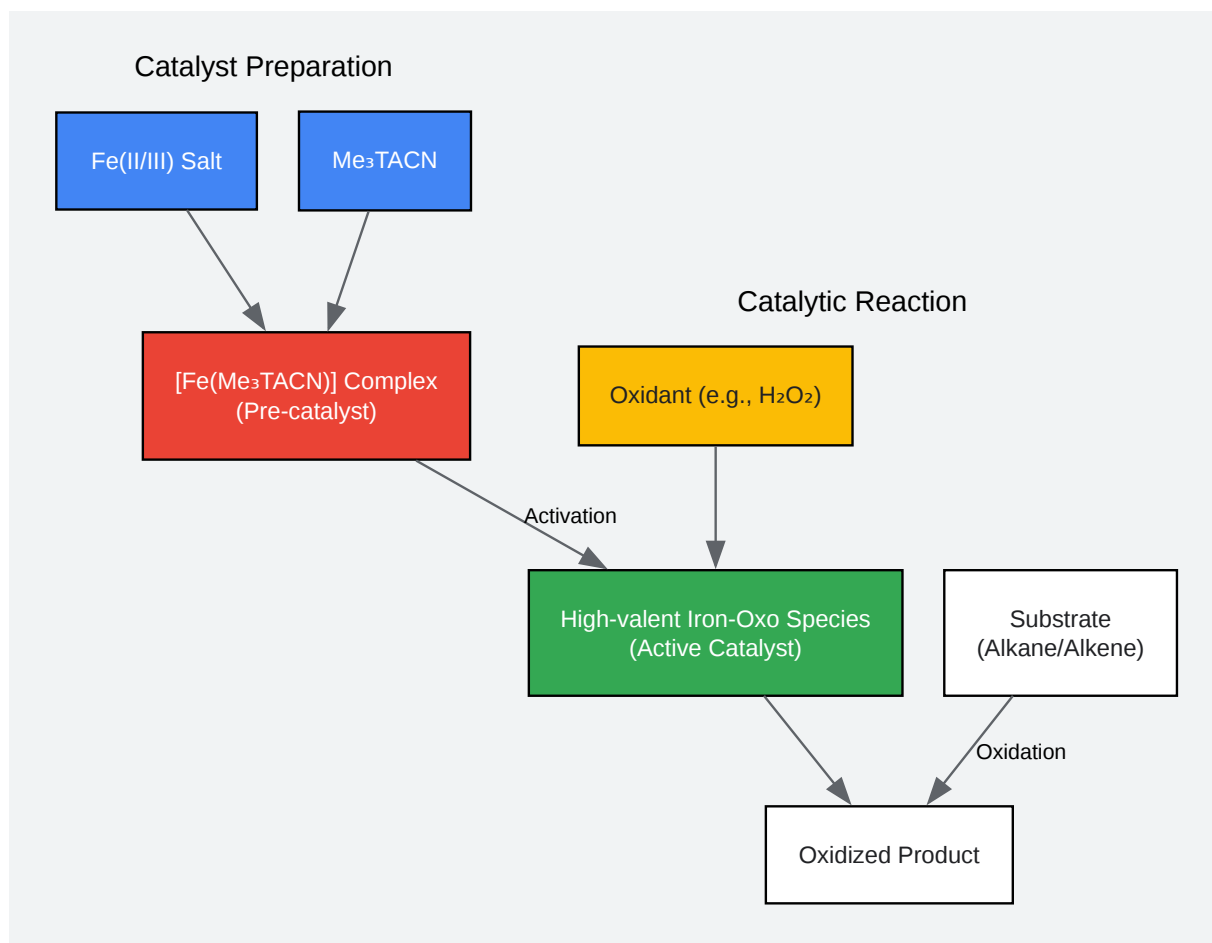 Catalyst Preparation
Fe(II/III) Salt
Me₃TACN
[Fe(Me₃TACN)] Complex
(Pre-catalyst)
Catalytic Reaction
Oxidant (e.g., H₂O₂)
Activation
High-valent Iron-Oxo Species
(Active Catalyst)
Substrate
(Alkane/Alkene)
Oxidation
Oxidized Product